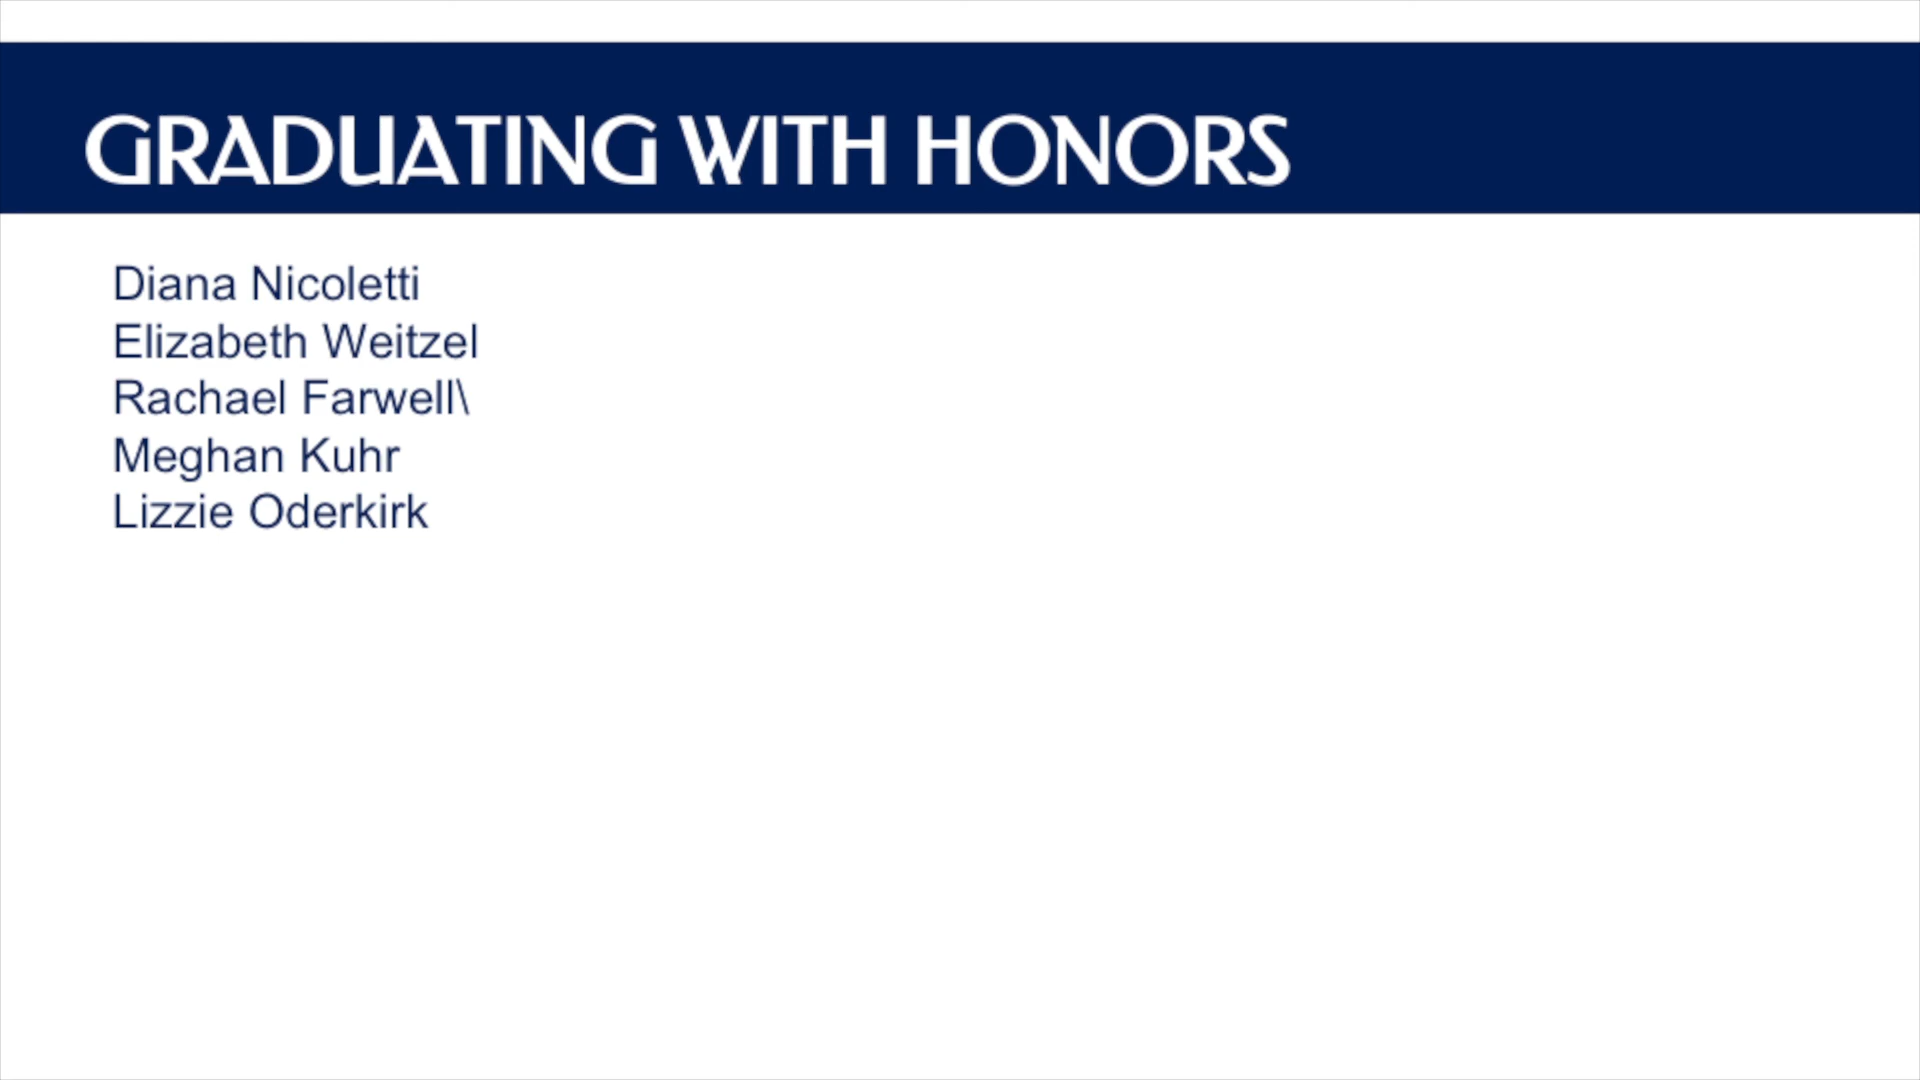 GRADUATING WITH HONORS
Diana Nicoletti
Elizabeth Weitzel
Rachael Farwell\
Meghan Kuhr
Lizzie Oderkirk